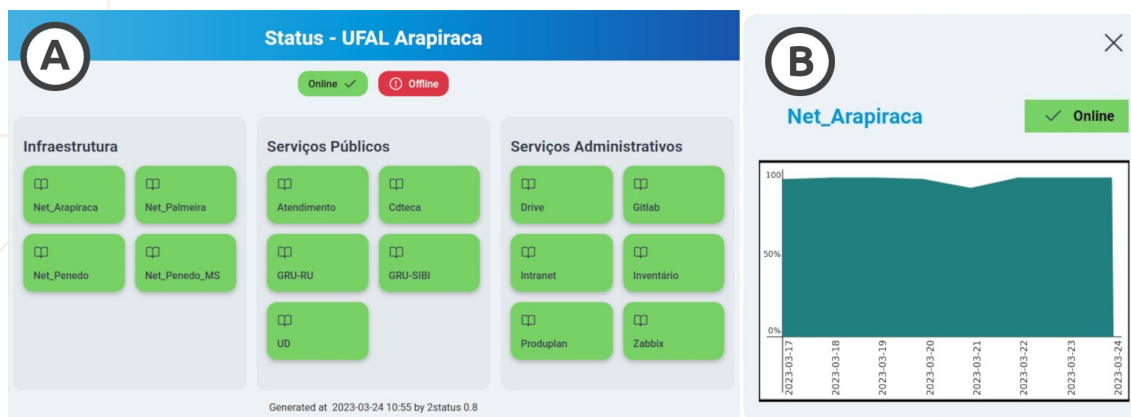 A
Status - UFAL Arapiraca
Online
Offline
Infraestrutura
Net_Arapiraca
Net_Palmeira
Net_Penedo
Net_Penedo_MS
Serviços Públicos
Atendimento
Cdteca
GRU-RU
GRU-SIBI
UD
Serviços Administrativos
Drive
Gitlab
Intranet
Inventário
Produplan
Zabbix
Generated at 2023-03-24 10:55 by 2status 0.8
B
Net_Arapiraca
Online
100
50%
0%
2023-03-17
2023-03-18
2023-03-19
2023-03-20
2023-03-21
2023-03-22
2023-03-23
2023-03-24